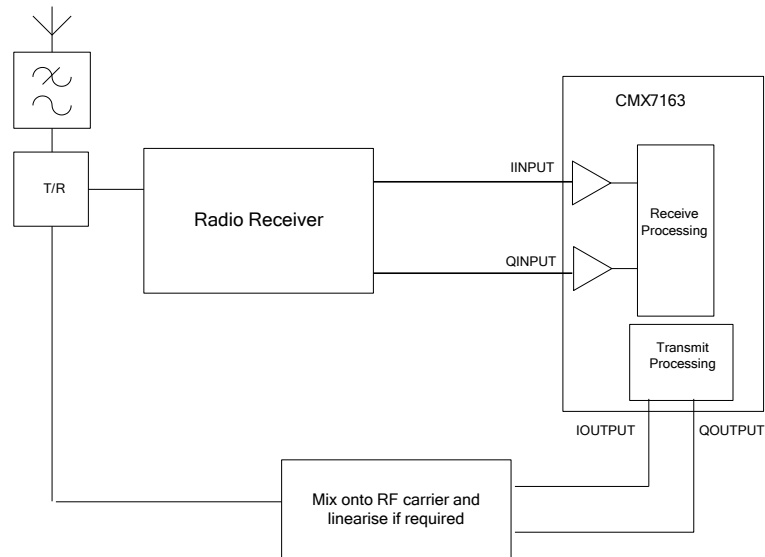 CMX7163
IINPUT
T/R
Radio Receiver
Receive
Processing
QINPUT
Transmit
Processing
IOUTPUT
QOUTPUT
Mix onto RF carrier and
linearise if required